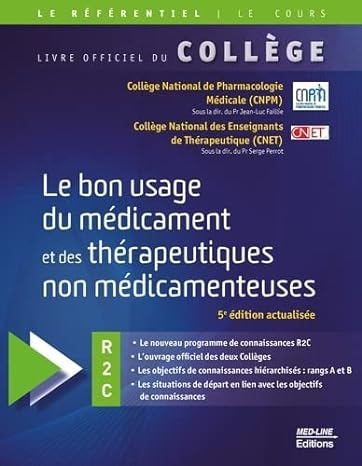 LE RÉFÉRENTIEL | LE COURS
LIVRE OFFICIEL DU COLLÈGE
Collège National de Pharmacologie
Médicale (CNPM)
Sous la dir. du Pr Jean-Luc Faillie
CNPM
Collège National des Enseignants
de Thérapeutique (CNET)
Sous la dir. du Pr Serge Perrot
CNET
Le bon usage
du médicament
et des thérapeutiques
non médicamenteuses
5e édition actualisée
R2C
• Le nouveau programme de connaissances R2C
• L'ouvrage officiel des deux Collèges
• Les objectifs de connaissances hiérarchisés : rangs A et B
• Les situations de départ en lien avec les objectifs
de connaissances
MED-LINE
Editions